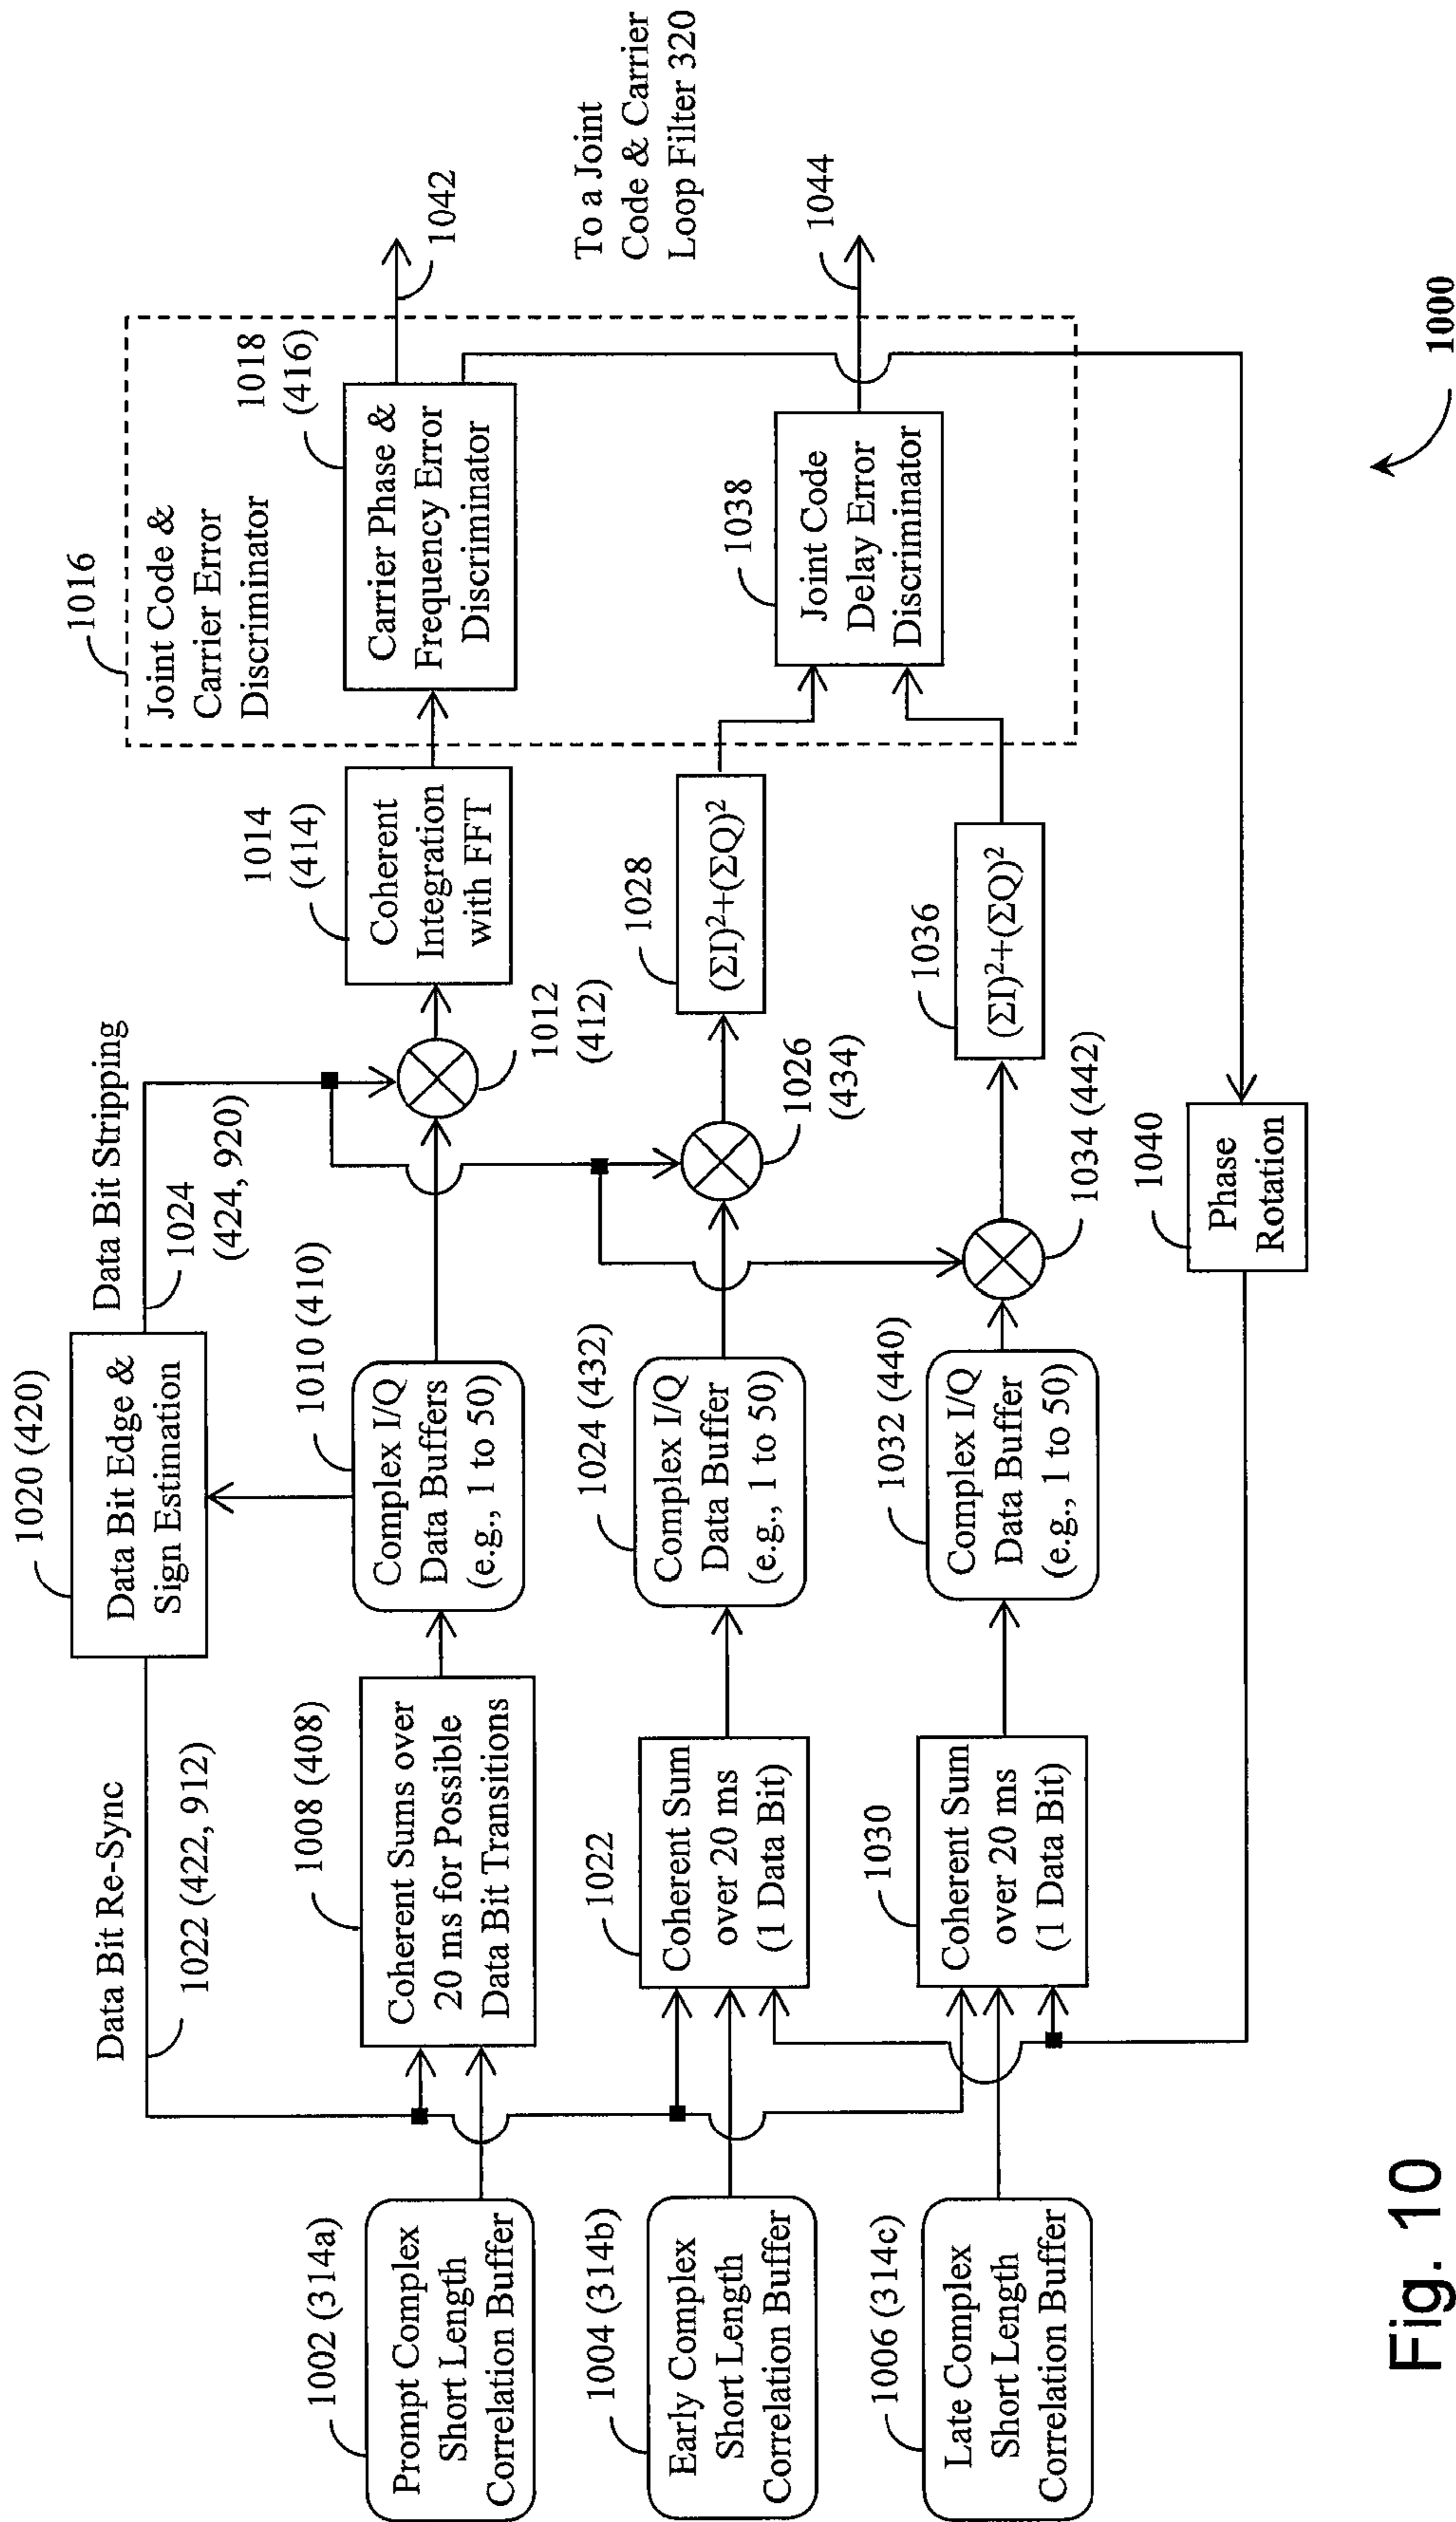 1020 (420)
Data Bit Edge &
Sign Estimation
Data Bit Re-Sync
1022 (422, 912)
Data Bit Stripping
1024
(424, 920)
1016
Joint Code &
Carrier Error
Discriminator
1002 (314a)
Prompt Complex
Short Length
Correlation Buffer
1008 (408)
Coherent Sums over
20 ms for Possible
Data Bit Transitions
1010 (410)
Complex I/Q
Data Buffers
(e.g., 1 to 50)
1012
(412)
1014
(414)
Coherent
Integration
with FFT
1018
(416)
Carrier Phase &
Frequency Error
Discriminator
1042
To a Joint
Code & Carrier
Loop Filter 320
1004 (314b)
Early Complex
Short Length
Correlation Buffer
1022
Coherent Sum
over 20 ms
(1 Data Bit)
1024 (432)
Complex I/Q
Data Buffer
(e.g., 1 to 50)
1026
(434)
1028
(ΣI)²+(ΣQ)²
1038
Joint Code
Delay Error
Discriminator
1044
1006 (314c)
Late Complex
Short Length
Correlation Buffer
1030
Coherent Sum
over 20 ms
(1 Data Bit)
1032 (440)
Complex I/Q
Data Buffer
(e.g., 1 to 50)
1034 (442)
1036
(ΣI)²+(ΣQ)²
1040
Phase
Rotation
1000
Fig. 10